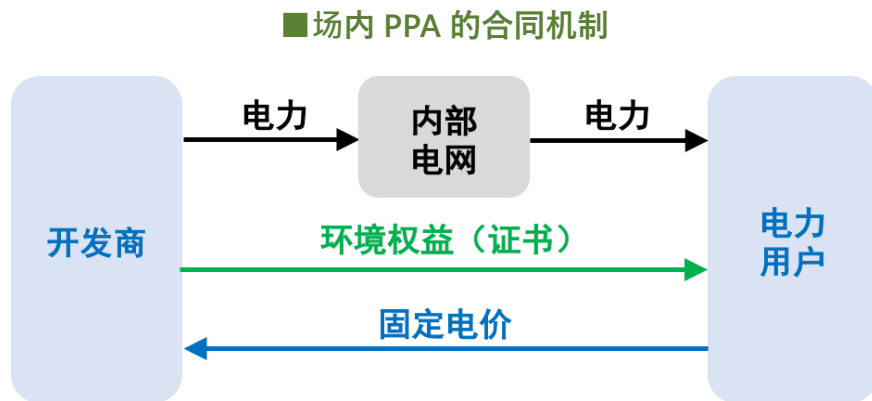 ■场内 PPA 的合同机制
电力
内部
电网
电力
开发商
环境权益（证书）
电力
用户
固定电价